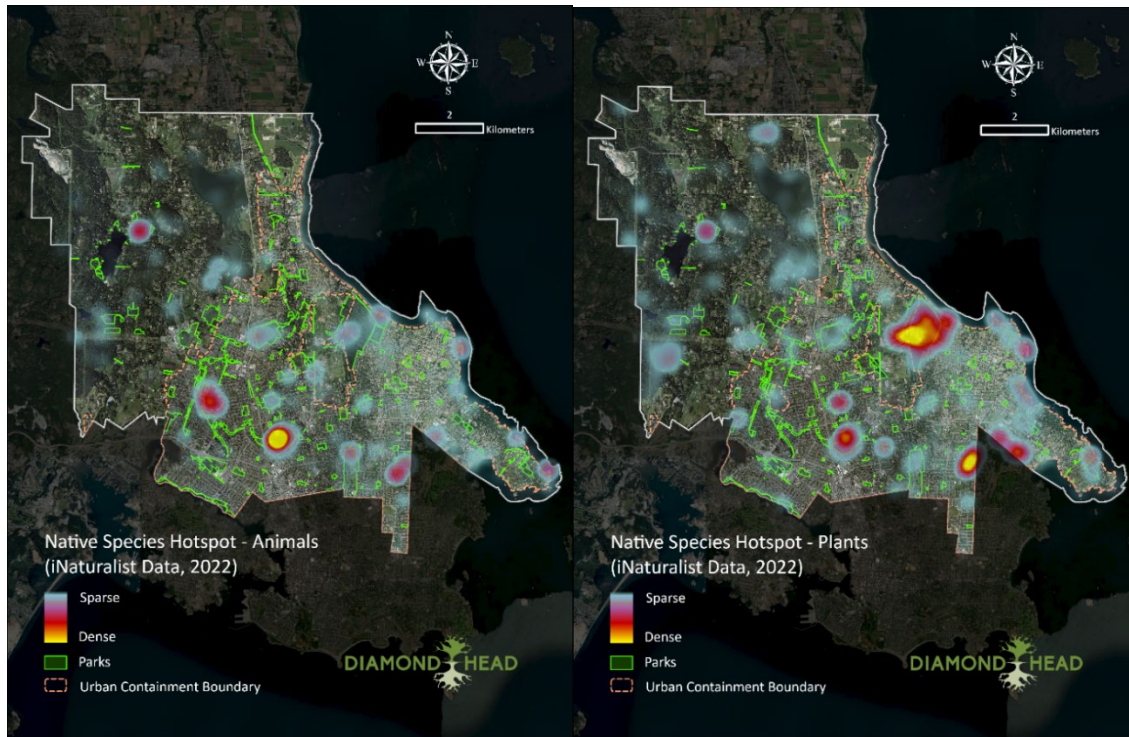 N
W E
S
2
Kilometers
Native Species Hotspot - Animals
(iNaturalist Data, 2022)
Sparse
Dense
Parks
Urban Containment Boundary
DIAMOND HEAD
N
W E
S
2
Kilometers
Native Species Hotspot - Plants
(iNaturalist Data, 2022)
Sparse
Dense
Parks
Urban Containment Boundary
DIAMOND HEAD